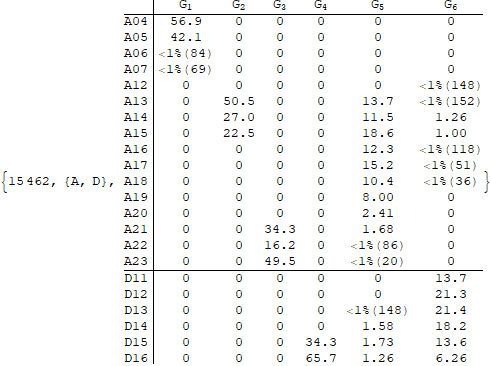 G₁ G₂ G₃ G₄ G₅ G₆
A04 56.9 0 0 0 0 0
A05 42.1 0 0 0 0 0
A06 <1%(84) 0 0 0 0 0
A07 <1%(69) 0 0 0 0 0
A12 0 0 0 0 0 <1%(148)
A13 0 50.5 0 0 13.7 <1%(152)
A14 0 27.0 0 0 11.5 1.26
A15 0 22.5 0 0 18.6 1.00
A16 0 0 0 0 12.3 <1%(118)
A17 0 0 0 0 15.2 <1%(51)
{15462, {A, D}, A18 0 0 0 0 10.4 <1%(36) }
A19 0 0 0 0 8.00 0
A20 0 0 0 0 2.41 0
A21 0 0 34.3 0 1.68 0
A22 0 0 16.2 0 <1%(86) 0
A23 0 0 49.5 0 <1%(20) 0
D11 0 0 0 0 0 13.7
D12 0 0 0 0 0 21.3
D13 0 0 0 0 <1%(148) 21.4
D14 0 0 0 0 1.58 18.2
D15 0 0 0 34.3 1.73 13.6
D16 0 0 0 65.7 1.26 6.26